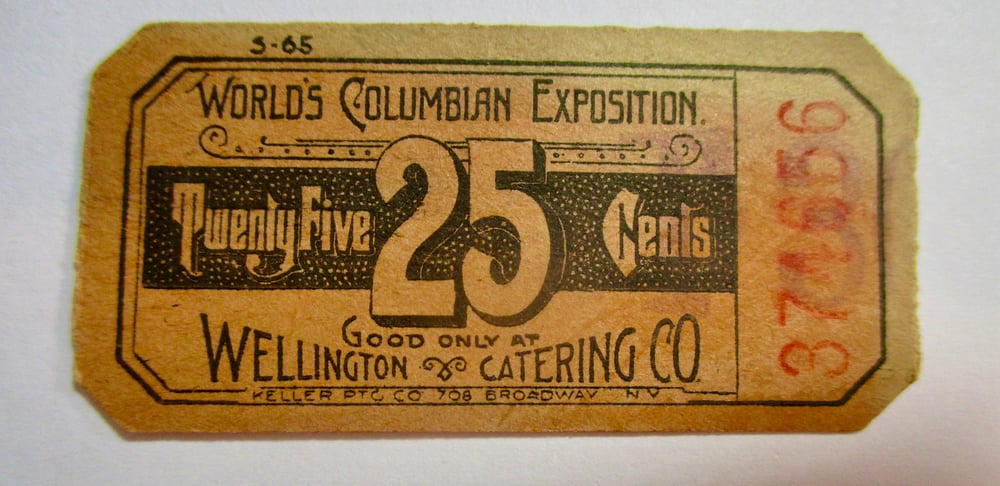 S-65
WORLD'S COLUMBIAN EXPOSITION.
Twenty Five 25 Cents
GOOD ONLY AT
WELLINGTON CATERING CO.
KELLER PTG CO 708 BROADWAY N Y
374656